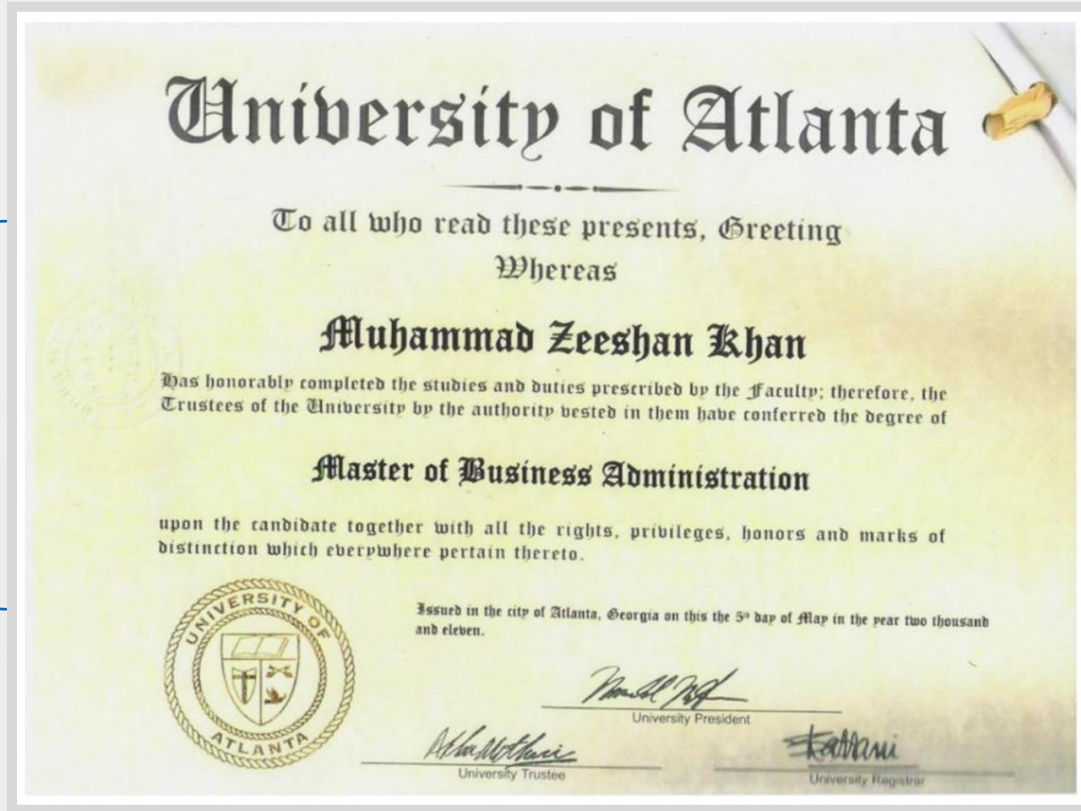 University of Atlanta
To all who read these presents, Greeting
Whereas
Muhammad Zeeshan Khan
Has honorably completed the studies and duties prescribed by the Faculty; therefore, the
Trustees of the University by the authority vested in them have conferred the degree of
Master of Business Administration
upon the candidate together with all the rights, privileges, honors and marks of
distinction which everywhere pertain thereto.
UNIVERSITY OF
ATLANTA
Issued in the city of Atlanta, Georgia on this the 5th day of May in the year two thousand
and eleven.
University President
University Trustee
University Registrar